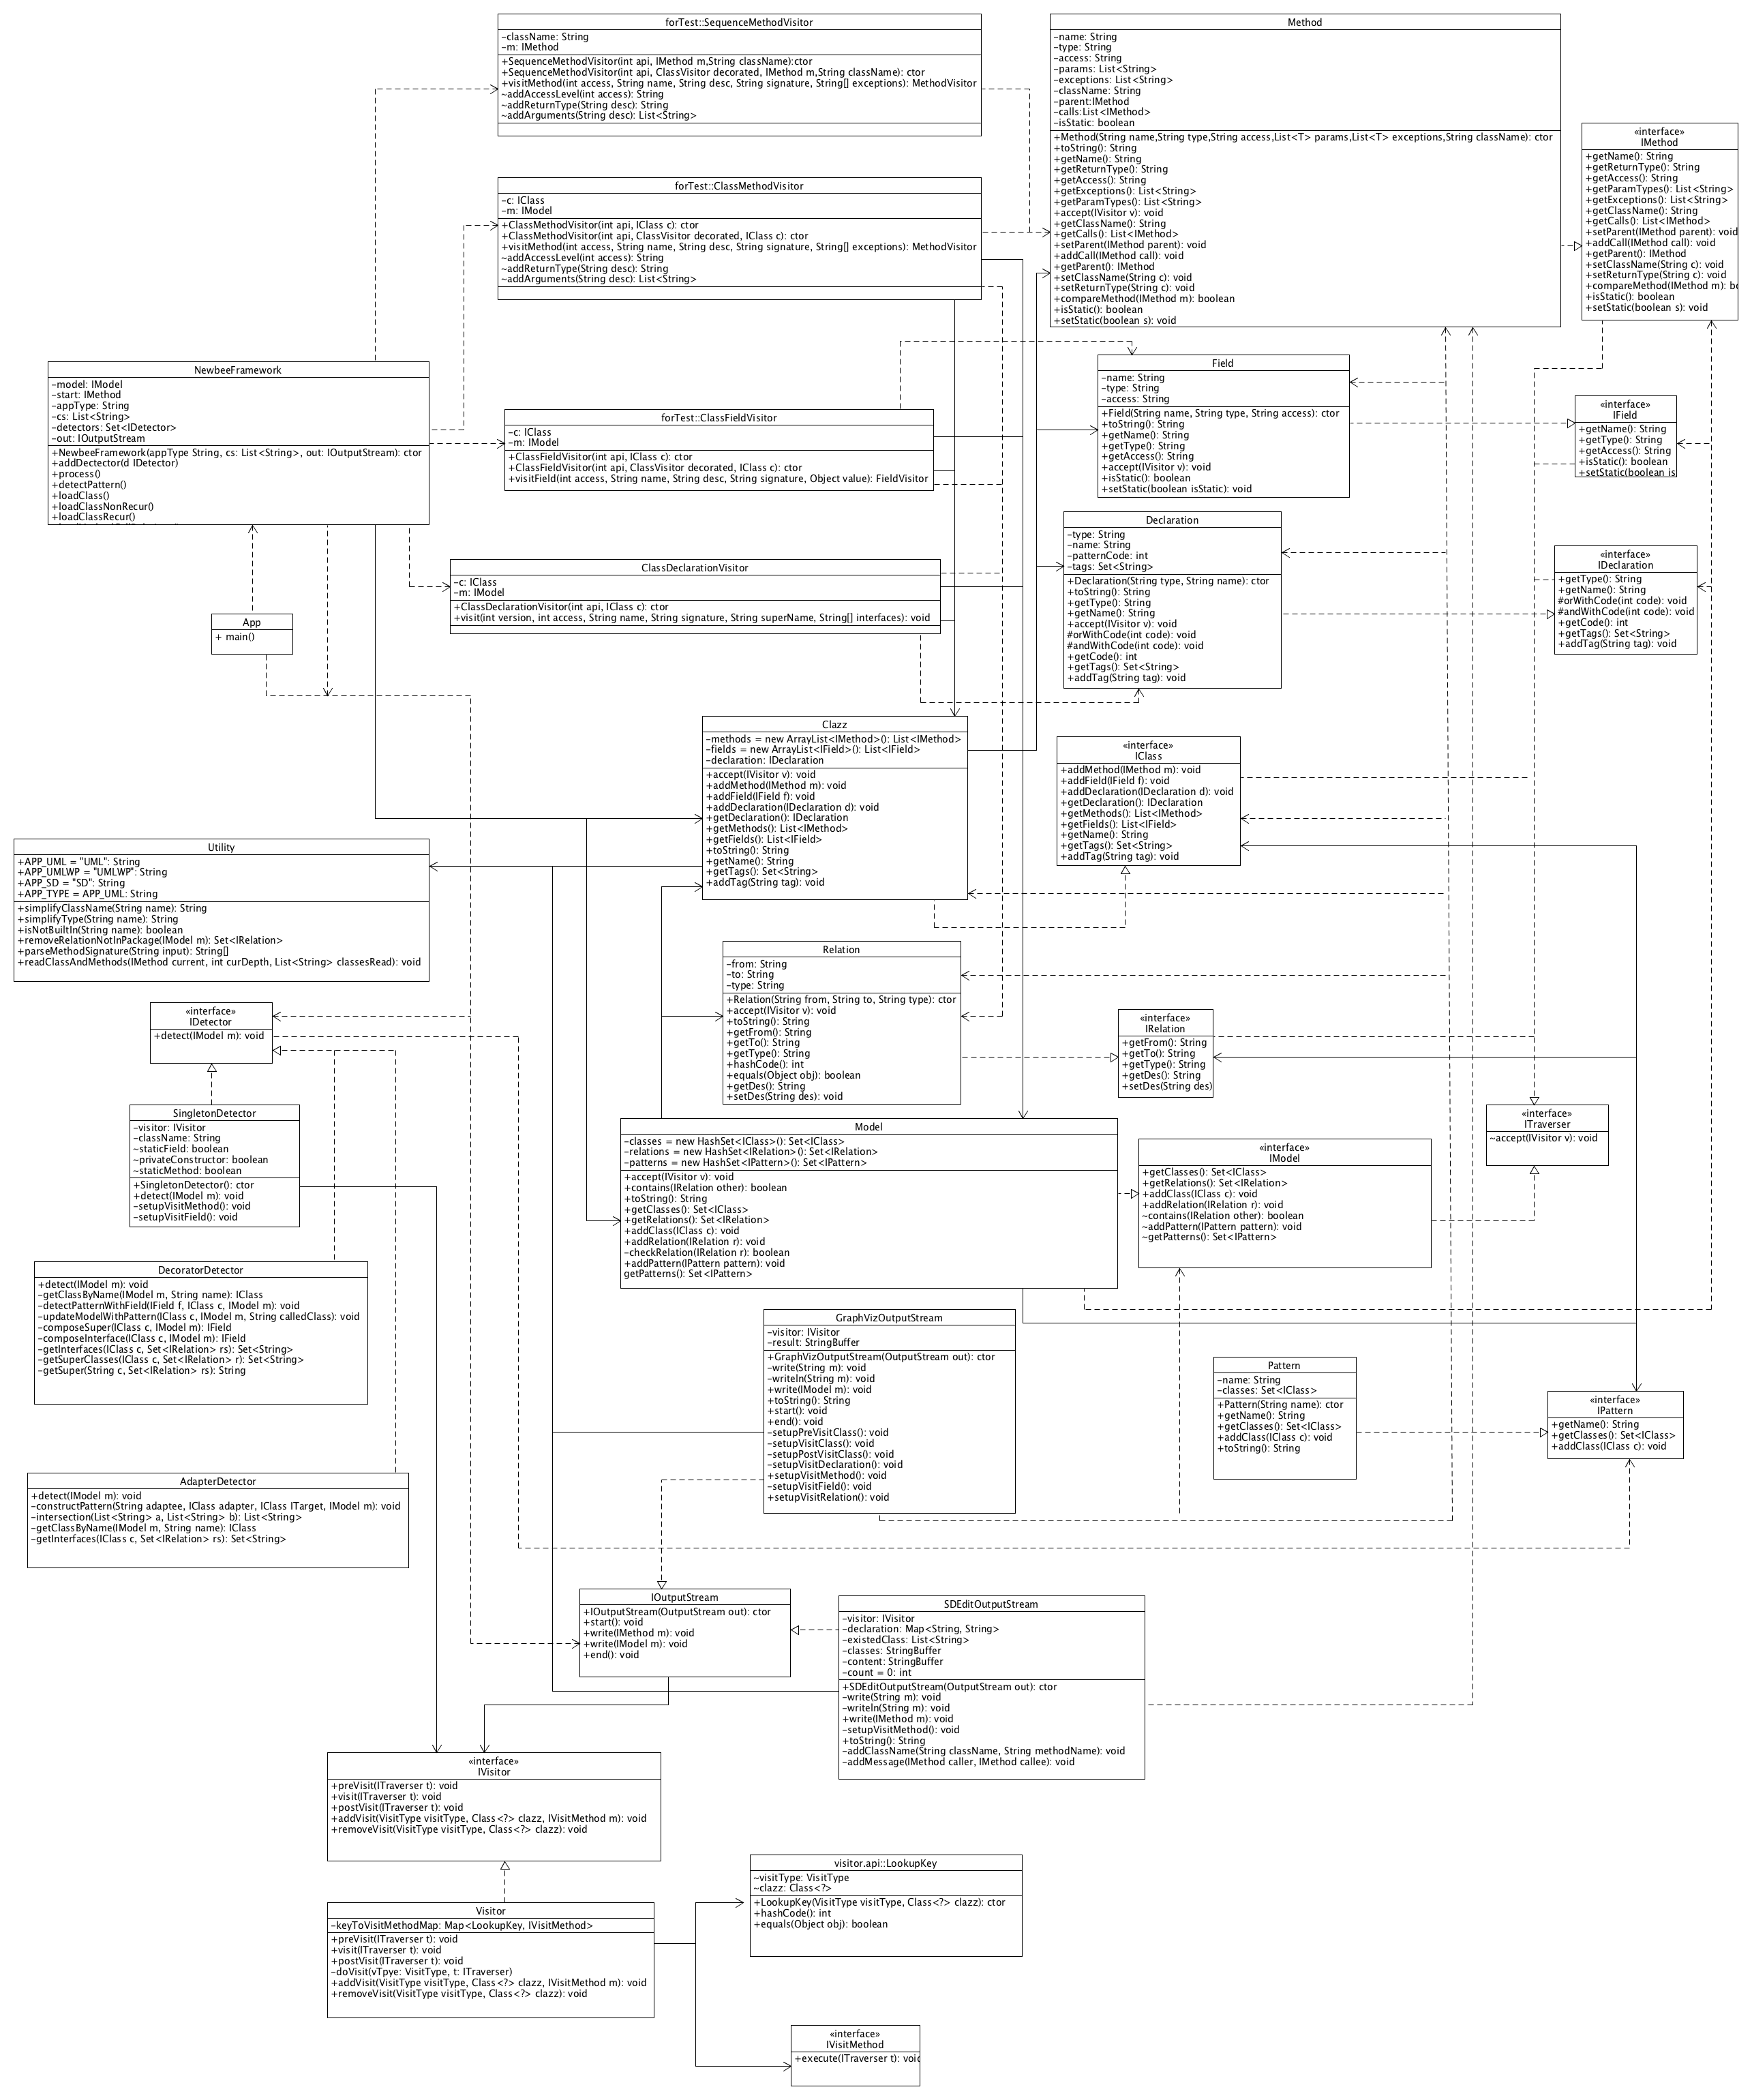 forTest::SequenceMethodVisitor
-className: String
-m: IMethod
+SequenceMethodVisitor(int api, IMethod m,String className):ctor
+SequenceMethodVisitor(int api, ClassVisitor decorated, IMethod m,String className): ctor
+visitMethod(int access, String name, String desc, String signature, String[] exceptions): MethodVisitor
~addAccessLevel(int access): String
~addReturnType(String desc): String
~addArguments(String desc): List<String>
Method
-name: String
-type: String
-access: String
-params: List<String>
-exceptions: List<String>
-className: String
-parent:IMethod
-calls:List<IMethod>
-isStatic: boolean
+Method(String name,String type,String access,List<T> params,List<T> exceptions,String className): ctor
+toString(): String
+getName(): String
+getReturnType(): String
+getAccess(): String
+getExceptions(): List<String>
+getParamTypes(): List<String>
+accept(IVisitor v): void
+getClassName(): String
+getCalls(): List<IMethod>
+setParent(IMethod parent): void
+addCall(IMethod call): void
+getParent(): IMethod
+setClassName(String c): void
+setReturnType(String c): void
+compareMethod(IMethod m): boolean
+isStatic(): boolean
+setStatic(boolean s): void
«interface»
IMethod
+getName(): String
+getReturnType(): String
+getAccess(): String
+getParamTypes(): List<String>
+getExceptions(): List<String>
+getClassName(): String
+getCalls(): List<IMethod>
+setParent(IMethod parent): void
+addCall(IMethod call): void
+getParent(): IMethod
+setClassName(String c): void
+setReturnType(String c): void
+compareMethod(IMethod m): b
+isStatic(): boolean
+setStatic(boolean s): void
forTest::ClassMethodVisitor
-c: IClass
-m: IModel
+ClassMethodVisitor(int api, IClass c): ctor
+ClassMethodVisitor(int api, ClassVisitor decorated, IClass c): ctor
+visitMethod(int access, String name, String desc, String signature, String[] exceptions): MethodVisitor
~addAccessLevel(int access): String
~addReturnType(String desc): String
~addArguments(String desc): List<String>
NewbeeFramework
-model: IModel
-start: IMethod
-appType: String
-cs: List<String>
-detectors: Set<IDetector>
-out: IOutputStream
+NewbeeFramework(appType String, cs: List<String>, out: IOutputStream): ctor
+addDectector(d IDetector)
+process()
+detectPattern()
+loadClass()
+loadClassNonRecur()
+loadClassRecur()
Field
-name: String
-type: String
-access: String
+Field(String name, String type, String access): ctor
+toString(): String
+getName(): String
+getType(): String
+getAccess(): String
+accept(IVisitor v): void
+isStatic(): boolean
+setStatic(boolean isStatic): void
«interface»
IField
+getName(): String
+getType(): String
+getAccess(): String
+isStatic(): boolean
+setStatic(boolean is
forTest::ClassFieldVisitor
-c: IClass
-m: IModel
+ClassFieldVisitor(int api, IClass c): ctor
+ClassFieldVisitor(int api, ClassVisitor decorated, IClass c): ctor
+visitField(int access, String name, String desc, String signature, Object value): FieldVisitor
Declaration
-type: String
-name: String
-patternCode: int
-tags: Set<String>
+Declaration(String type, String name): ctor
+toString(): String
+getType(): String
+getName(): String
+accept(IVisitor v): void
#orWithCode(int code): void
#andWithCode(int code): void
+getCode(): int
+getTags(): Set<String>
+addTag(String tag): void
«interface»
IDeclaration
+getType(): String
+getName(): String
#orWithCode(int code): void
#andWithCode(int code): void
+getCode(): int
+getTags(): Set<String>
+addTag(String tag): void
ClassDeclarationVisitor
-c: IClass
-m: IModel
+ClassDeclarationVisitor(int api, IClass c): ctor
+visit(int version, int access, String name, String signature, String superName, String[] interfaces): void
App
+ main()
Clazz
-methods = new ArrayList<IMethod>(): List<IMethod>
-fields = new ArrayList<IField>(): List<IField>
-declaration: IDeclaration
+accept(IVisitor v): void
+addMethod(IMethod m): void
+addField(IField f): void
+addDeclaration(IDeclaration d): void
+getDeclaration(): IDeclaration
+getMethods(): List<IMethod>
+getFields(): List<IField>
+toString(): String
+getName(): String
+getTags(): Set<String>
+addTag(String tag): void
«interface»
IClass
+addMethod(IMethod m): void
+addField(IField f): void
+addDeclaration(IDeclaration d): void
+getDeclaration(): IDeclaration
+getMethods(): List<IMethod>
+getFields(): List<IField>
+getName(): String
+getTags(): Set<String>
+addTag(String tag): void
Utility
+APP_UML = "UML": String
+APP_UMLWP = "UMLWP": String
+APP_SD = "SD": String
+APP_TYPE = APP_UML: String
+simplifyClassName(String name): String
+simplifyType(String name): String
+isNotBuiltIn(String name): boolean
+removeRelationNotInPackage(IModel m): Set<IRelation>
+parseMethodSignature(String input): String[]
+readClassAndMethods(IMethod current, int curDepth, List<String> classesRead): void
Relation
-from: String
-to: String
-type: String
+Relation(String from, String to, String type): ctor
+accept(IVisitor v): void
+toString(): String
+getFrom(): String
+getTo(): String
+getType(): String
+hashCode(): int
+equals(Object obj): boolean
+getDes(): String
+setDes(String des): void
«interface»
IDetector
+detect(IModel m): void
«interface»
IRelation
+getFrom(): String
+getTo(): String
+getType(): String
+getDes(): String
+setDes(String des)
SingletonDetector
-visitor: IVisitor
-className: String
~staticField: boolean
~privateConstructor: boolean
~staticMethod: boolean
+SingletonDetector(): ctor
+detect(IModel m): void
-setupVisitMethod(): void
-setupVisitField(): void
Model
-classes = new HashSet<IClass>(): Set<IClass>
-relations = new HashSet<IRelation>(): Set<IRelation>
-patterns = new HashSet<IPattern>(): Set<IPattern>
+accept(IVisitor v): void
+contains(IRelation other): boolean
+toString(): String
+getClasses(): Set<IClass>
+getRelations(): Set<IRelation>
+addClass(IClass c): void
+addRelation(IRelation r): void
-checkRelation(IRelation r): boolean
+addPattern(IPattern pattern): void
getPatterns(): Set<IPattern>
«interface»
IModel
+getClasses(): Set<IClass>
+getRelations(): Set<IRelation>
+addClass(IClass c): void
+addRelation(IRelation r): void
~contains(IRelation other): boolean
~addPattern(IPattern pattern): void
~getPatterns(): Set<IPattern>
«interface»
ITraverser
~accept(IVisitor v): void
DecoratorDetector
+detect(IModel m): void
-getClassByName(IModel m, String name): IClass
-detectPatternWithField(IField f, IClass c, IModel m): void
-updateModelWithPattern(IClass c, IModel m, String calledClass): void
-composeSuper(IClass c, IModel m): IField
-composeInterface(IClass c, IModel m): IField
-getInterfaces(IClass c, Set<IRelation> rs): Set<String>
-getSuperClasses(IClass c, Set<IRelation> r): Set<String>
-getSuper(String c, Set<IRelation> rs): String
GraphVizOutputStream
-visitor: IVisitor
-result: StringBuffer
+GraphVizOutputStream(OutputStream out): ctor
-write(String m): void
-writeln(String m): void
+write(IModel m): void
+toString(): String
+start(): void
+end(): void
-setupPreVisitClass(): void
-setupVisitClass(): void
-setupPostVisitClass(): void
-setupVisitDeclaration(): void
+setupVisitMethod(): void
-setupVisitField(): void
+setupVisitRelation(): void
Pattern
-name: String
-classes: Set<IClass>
+Pattern(String name): ctor
+getName(): String
+getClasses(): Set<IClass>
+addClass(IClass c): void
+toString(): String
«interface»
IPattern
+getName(): String
+getClasses(): Set<IClass>
+addClass(IClass c): void
AdapterDetector
+detect(IModel m): void
-constructPattern(String adaptee, IClass adapter, IClass ITarget, IModel m): void
-intersection(List<String> a, List<String> b): List<String>
-getClassByName(IModel m, String name): IClass
-getInterfaces(IClass c, Set<IRelation> rs): Set<String>
IOutputStream
+IOutputStream(OutputStream out): ctor
+start(): void
+write(IMethod m): void
+write(IModel m): void
+end(): void
SDEditOutputStream
-visitor: IVisitor
-declaration: Map<String, String>
-existedClass: List<String>
-classes: StringBuffer
-content: StringBuffer
-count = 0: int
+SDEditOutputStream(OutputStream out): ctor
-write(String m): void
-writeln(String m): void
+write(IMethod m): void
-setupVisitMethod(): void
+toString(): String
-addClassName(String className, String methodName): void
-addMessage(IMethod caller, IMethod callee): void
«interface»
IVisitor
+preVisit(ITraverser t): void
+visit(ITraverser t): void
+postVisit(ITraverser t): void
+addVisit(VisitType visitType, Class<?> clazz, IVisitMethod m): void
+removeVisit(VisitType visitType, Class<?> clazz): void
visitor.api::LookupKey
~visitType: VisitType
~clazz: Class<?>
+LookupKey(VisitType visitType, Class<?> clazz): ctor
+hashCode(): int
+equals(Object obj): boolean
Visitor
-keyToVisitMethodMap: Map<LookupKey, IVisitMethod>
+preVisit(ITraverser t): void
+visit(ITraverser t): void
+postVisit(ITraverser t): void
-doVisit(vTpye: VisitType, t: ITraverser)
+addVisit(VisitType visitType, Class<?> clazz, IVisitMethod m): void
+removeVisit(VisitType visitType, Class<?> clazz): void
«interface»
IVisitMethod
+execute(ITraverser t): void